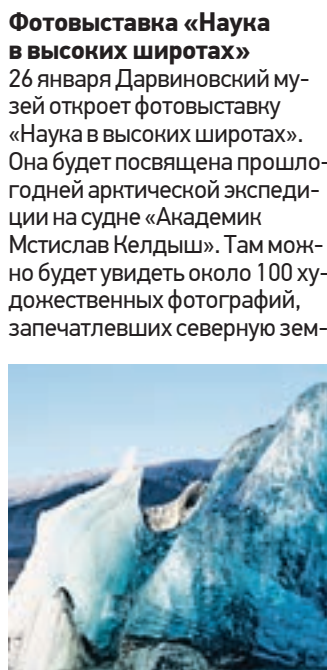 Фотовыставка «Наука
в высоких широтах»
26 января Дарвиновский му-
зей откроет фотовыставку
«Наука в высоких широтах».
Она будет посвящена прошло-
годней арктической экспеди-
ции на судне «Академик
Мстислав Келдыш». Там мож-
но будет увидеть около 100 ху-
дожественных фотографий,
запечатлевших северную зем-